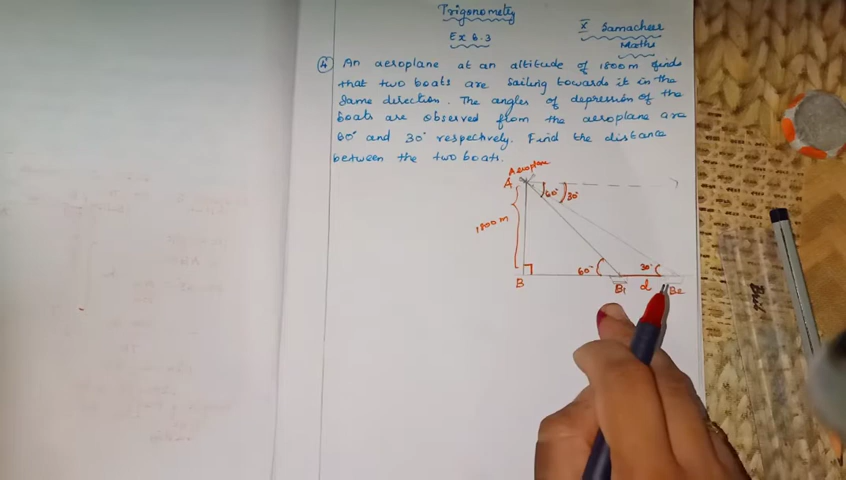 Trigonometry
X Samacheer
Ex 6.3
Maths
4 An aeroplane at an altitude of 1800m finds
that two boats are sailing towards it in the
same direction. The angles of depression of the
boats are observed from the aeroplane are
60° and 30° respectively. Find the distance
between the two boats.
Aeroplane
A
60° 30°
1800m
60° 30°
B B1 d B2